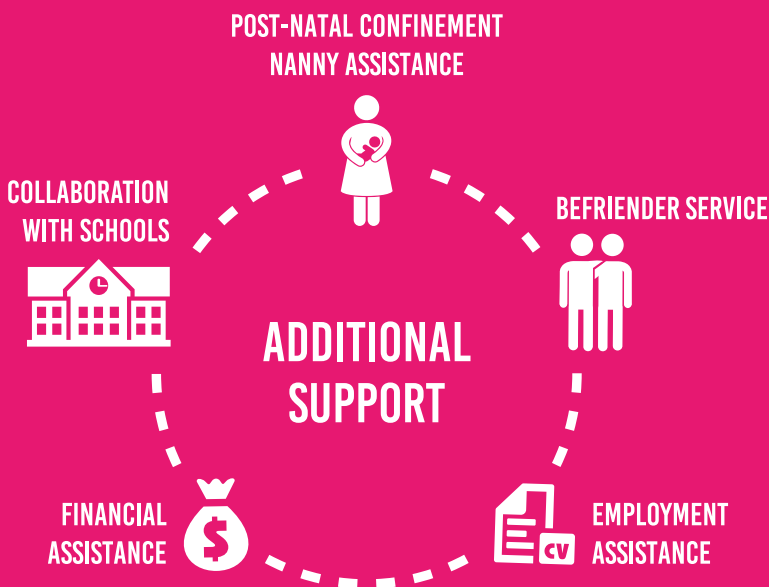 POST-NATAL CONFINEMENT
NANNY ASSISTANCE
COLLABORATION
WITH SCHOOLS
BEFRIENDER SERVICE
ADDITIONAL
SUPPORT
FINANCIAL
ASSISTANCE
$
EMPLOYMENT
ASSISTANCE
CV